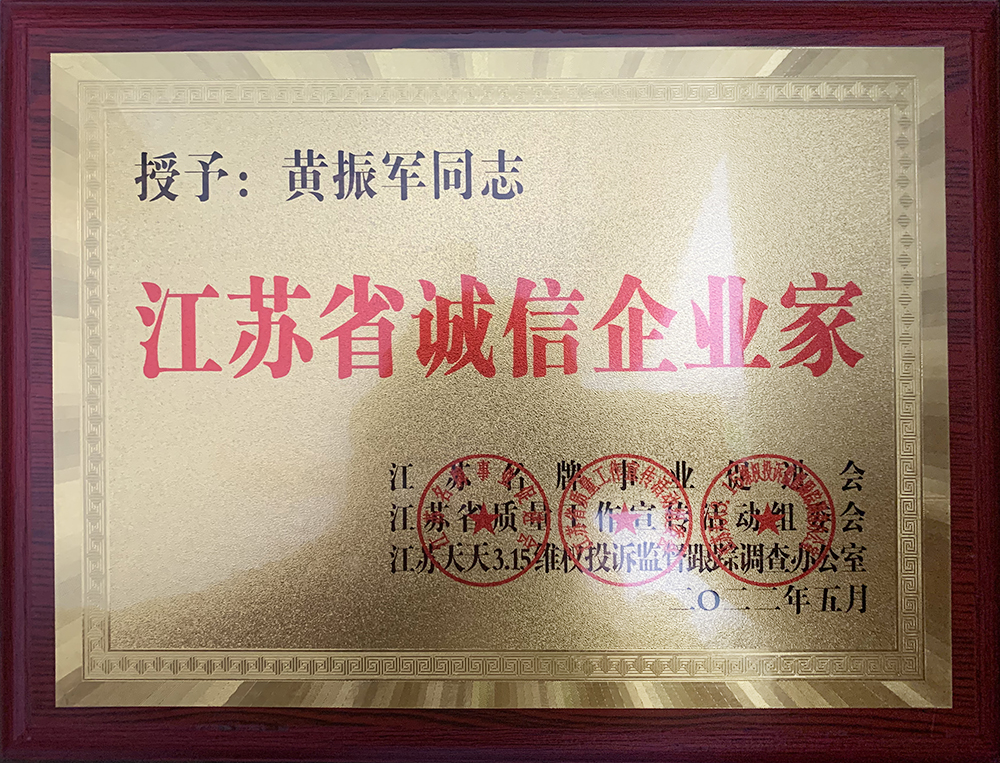 授予：黄振军同志
江苏省诚信企业家
江苏名牌事业促进会
江苏省质量工作宣传活动组委会
江苏天天3.15维权投诉监督跟踪调查办公室
二〇二二年五月